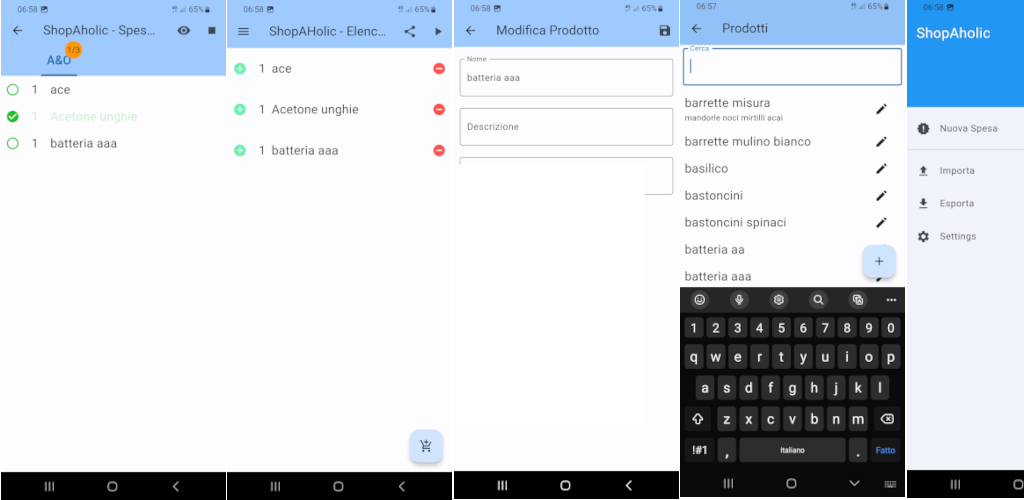 06:58 65%
ShopAholic - Spes...
A&O 1/3
1 ace
1 Acetone unghie
1 batteria aaa
06:58 65%
ShopAHolic - Elenc...
1 ace
1 Acetone unghie
1 batteria aaa
06:58 65%
Modifica Prodotto
Nome
batteria aaa
Descrizione
06:57 65%
Prodotti
Cerca
barrette misura
mandorle noci mirtilli acai
barrette mulino bianco
basilico
bastoncini
bastoncini spinaci
batteria aa
batteria aaa
+
1 2 3 4 5 6 7 8 9 0
q w e r t y u i o p
a s d f g h j k l
z x c v b n m
!#1 , Italiano . Fatto
06:58
ShopAholic
Nuova Spesa
Importa
Esporta
Settings